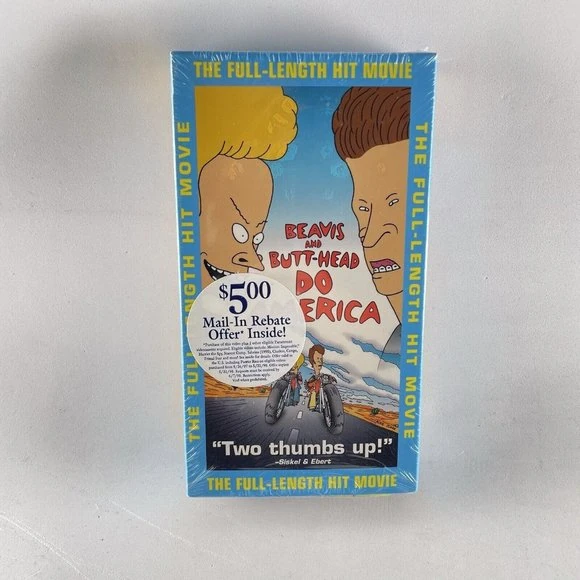 THE FULL-LENGTH HIT MOVIE
THE FULL-LENGTH HIT MOVIE
THE FULL-LENGTH HIT MOVIE
BEAVIS
AND
BUTT-HEAD
DO
ERICA
$5.00
Mail-In Rebate
Offer* Inside!
"Two thumbs up!"
-Siskel & Ebert
THE FULL-LENGTH HIT MOVIE